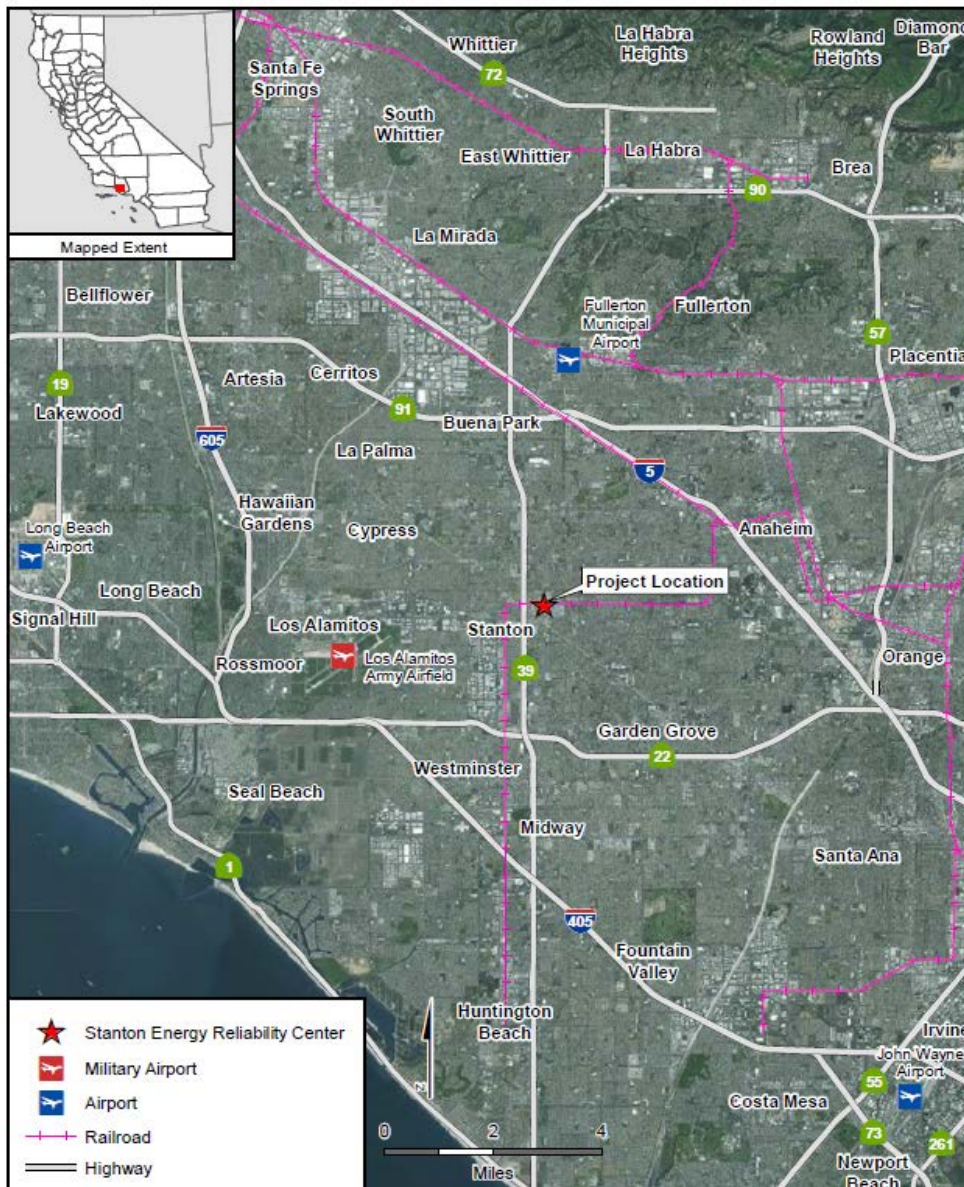 Mapped Extent
Whittier
72
La Habra
Heights
Rowland
Heights
Diamond
Bar
Santa Fe
Springs
South
Whittier
East Whittier
La Habra
Brea
90
La Mirada
Bellflower
Fullerton
Municipal
Airport
Fullerton
57
Placentia
19
Lakewood
Artesia
Cerritos
91
Buena Park
605
La Palma
5
Hawaiian
Gardens
Cypress
Anaheim
Long Beach
Airport
Project Location
Long Beach
Signal Hill
Los Alamitos
Stanton
Rossmoor
Los Alamitos
Army Airfield
39
Orange
Garden Grove
22
Westminster
Seal Beach
Midway
Santa Ana
1
405
Fountain
Valley
Huntington
Beach
Irvine
John Wayne
Airport
55
Costa Mesa
73
261
Newport
Beach
Stanton Energy Reliability Center
Military Airport
Airport
Railroad
Highway
N
0 2 4
Miles